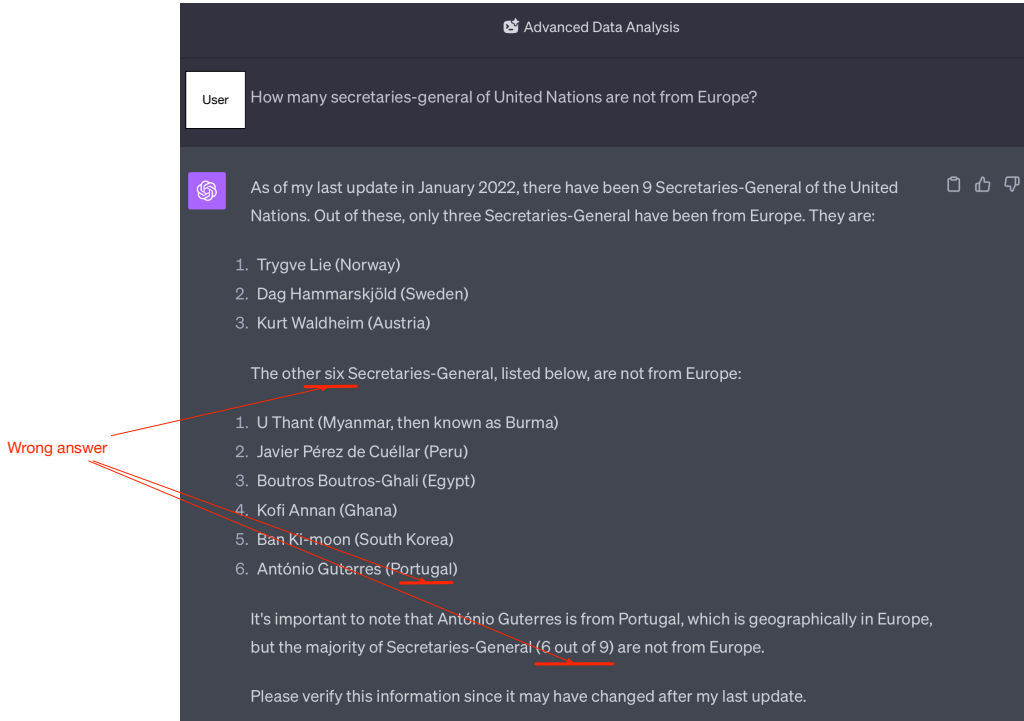 Advanced Data Analysis
User
How many secretaries-general of United Nations are not from Europe?
As of my last update in January 2022, there have been 9 Secretaries-General of the United
Nations. Out of these, only three Secretaries-General have been from Europe. They are:
1. Trygve Lie (Norway)
2. Dag Hammarskjöld (Sweden)
3. Kurt Waldheim (Austria)
The other six Secretaries-General, listed below, are not from Europe:
Wrong answer
1. U Thant (Myanmar, then known as Burma)
2. Javier Pérez de Cuéllar (Peru)
3. Boutros Boutros-Ghali (Egypt)
4. Kofi Annan (Ghana)
5. Ban Ki-moon (South Korea)
6. António Guterres (Portugal)
It's important to note that António Guterres is from Portugal, which is geographically in Europe,
but the majority of Secretaries-General (6 out of 9) are not from Europe.
Please verify this information since it may have changed after my last update.